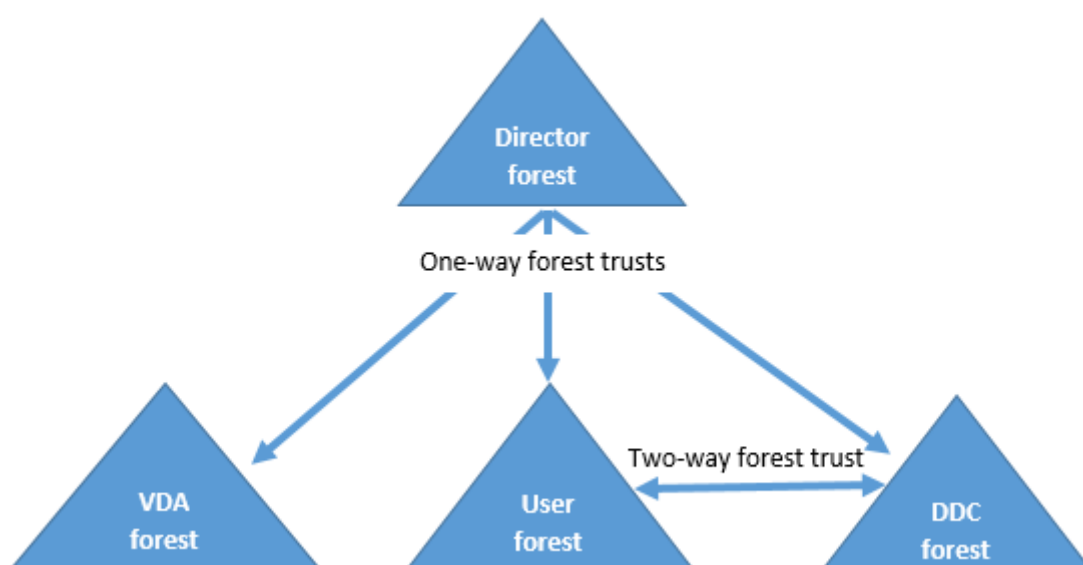 Director
forest
One-way forest trusts
Two-way forest trust
VDA
forest
User
forest
DDC
forest